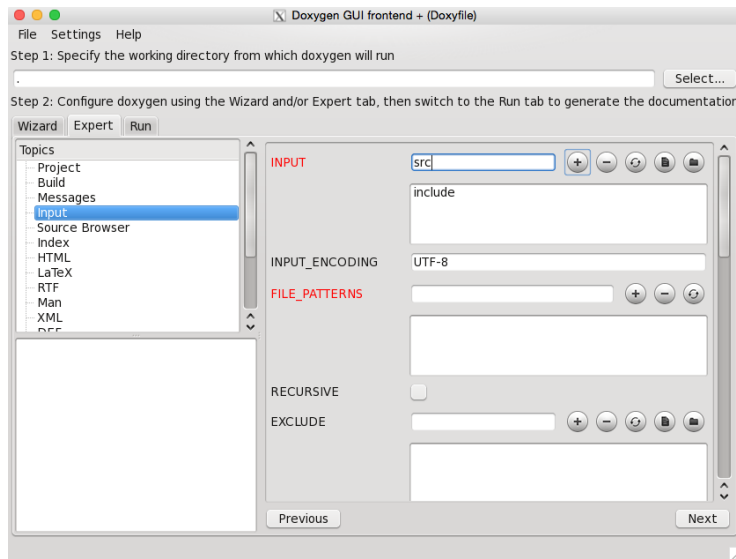 Doxygen GUI frontend + (Doxyfile)
File Settings Help
Step 1: Specify the working directory from which doxygen will run
.
Select...
Step 2: Configure doxygen using the Wizard and/or Expert tab, then switch to the Run tab to generate the documentation
Wizard Expert Run
Topics
Project
Build
Messages
Input
Source Browser
Index
HTML
LaTeX
RTF
Man
XML
INPUT src
include
INPUT_ENCODING UTF-8
FILE_PATTERNS
RECURSIVE
EXCLUDE
Previous Next